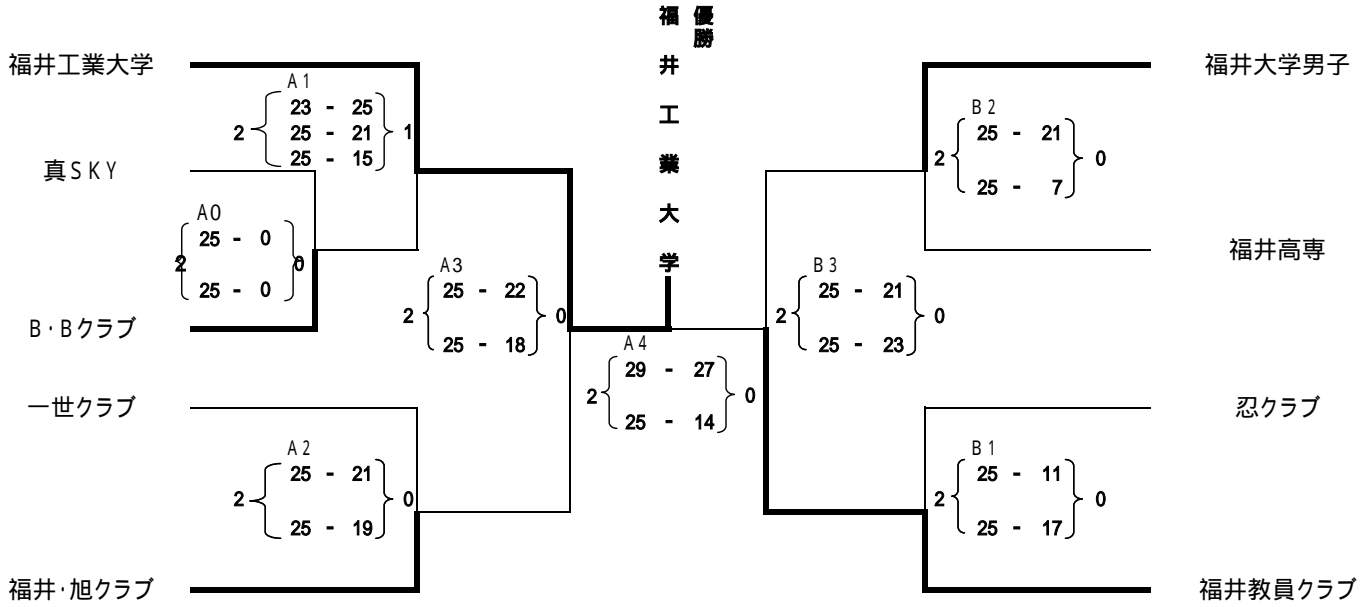 優勝
福井工業大学
福井工業大学
A1
23 - 25
2 25 - 21 1
25 - 15
真SKY
A0
25 - 0
2 0
25 - 0
B・Bクラブ
A3
25 - 22
2 0
25 - 18
一世クラブ
A2
25 - 21
2 0
25 - 19
福井・旭クラブ
A4
29 - 27
2 0
25 - 14
福井大学男子
B2
25 - 21
2 0
25 - 7
福井高専
B3
25 - 21
2 0
25 - 23
忍クラブ
B1
25 - 11
2 0
25 - 17
福井教員クラブ